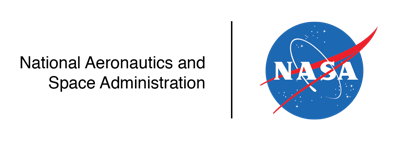 National Aeronautics and
Space Administration
NASA